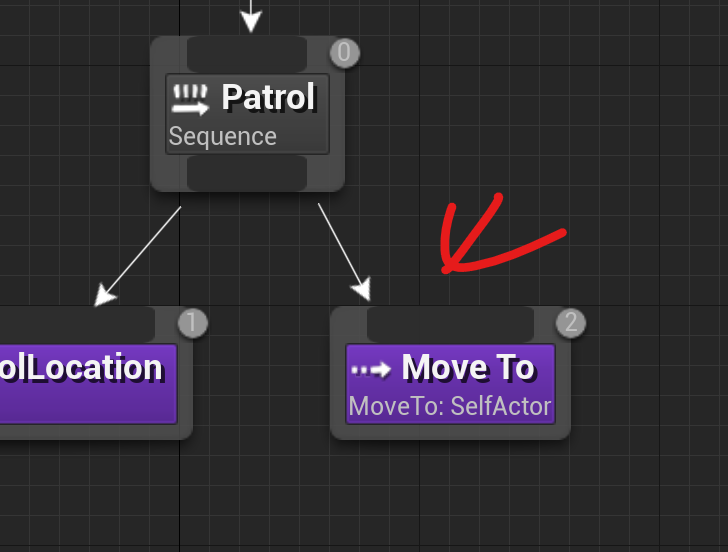 0
Patrol
Sequence
1
2
olLocation
Move To
MoveTo: SelfActor